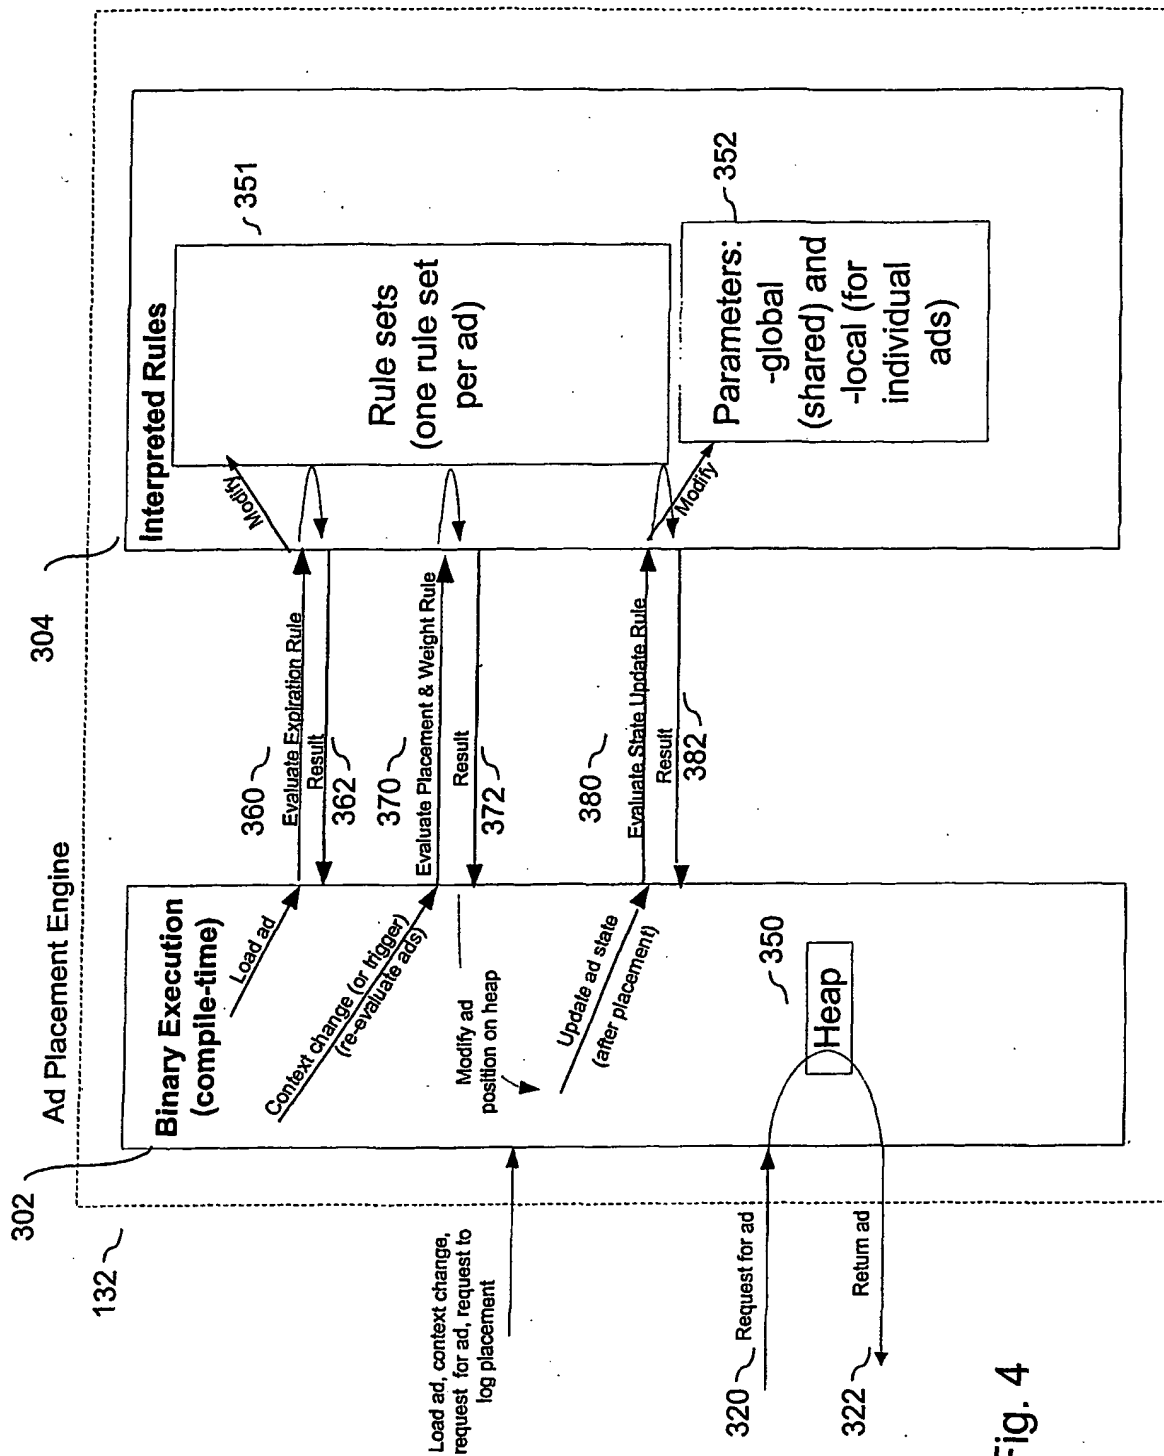 Ad Placement Engine
132
302
304
Binary Execution
(compile-time)
Load ad
Context change (or trigger)
(re-evaluate ads)
Modify ad
position on heap
Update ad state
(after placement)
350
Heap
Load ad, context change,
request for ad, request to
log placement
320
Request for ad
322
Return ad
360
Evaluate Expiration Rule
Result
362
370
Evaluate Placement & Weight Rule
Result
372
380
Evaluate State Update Rule
Result
382
Interpreted Rules
Modify
351
Rule sets
(one rule set
per ad)
Modify
352
Parameters:
-global
(shared) and
-local (for
individual
ads)
Fig. 4